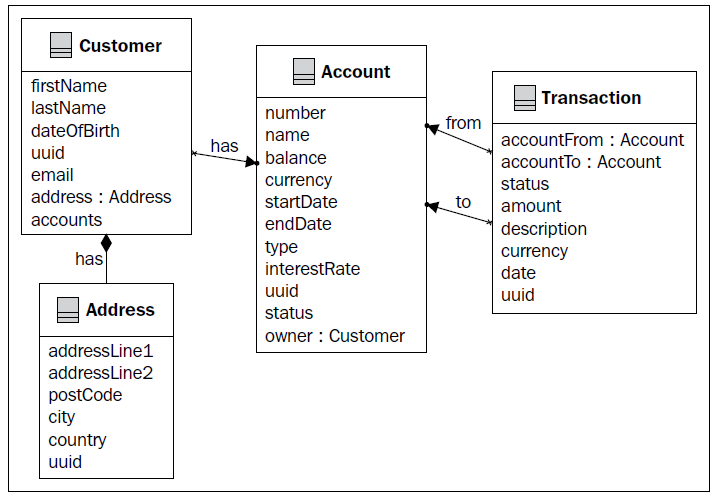 Customer
firstName
lastName
dateOfBirth
uuid
email
address : Address
accounts
has
has
Address
addressLine1
addressLine2
postCode
city
country
uuid
Account
number
name
balance
currency
startDate
endDate
type
interestRate
uuid
status
owner : Customer
from
to
Transaction
accountFrom : Account
accountTo : Account
status
amount
description
currency
date
uuid